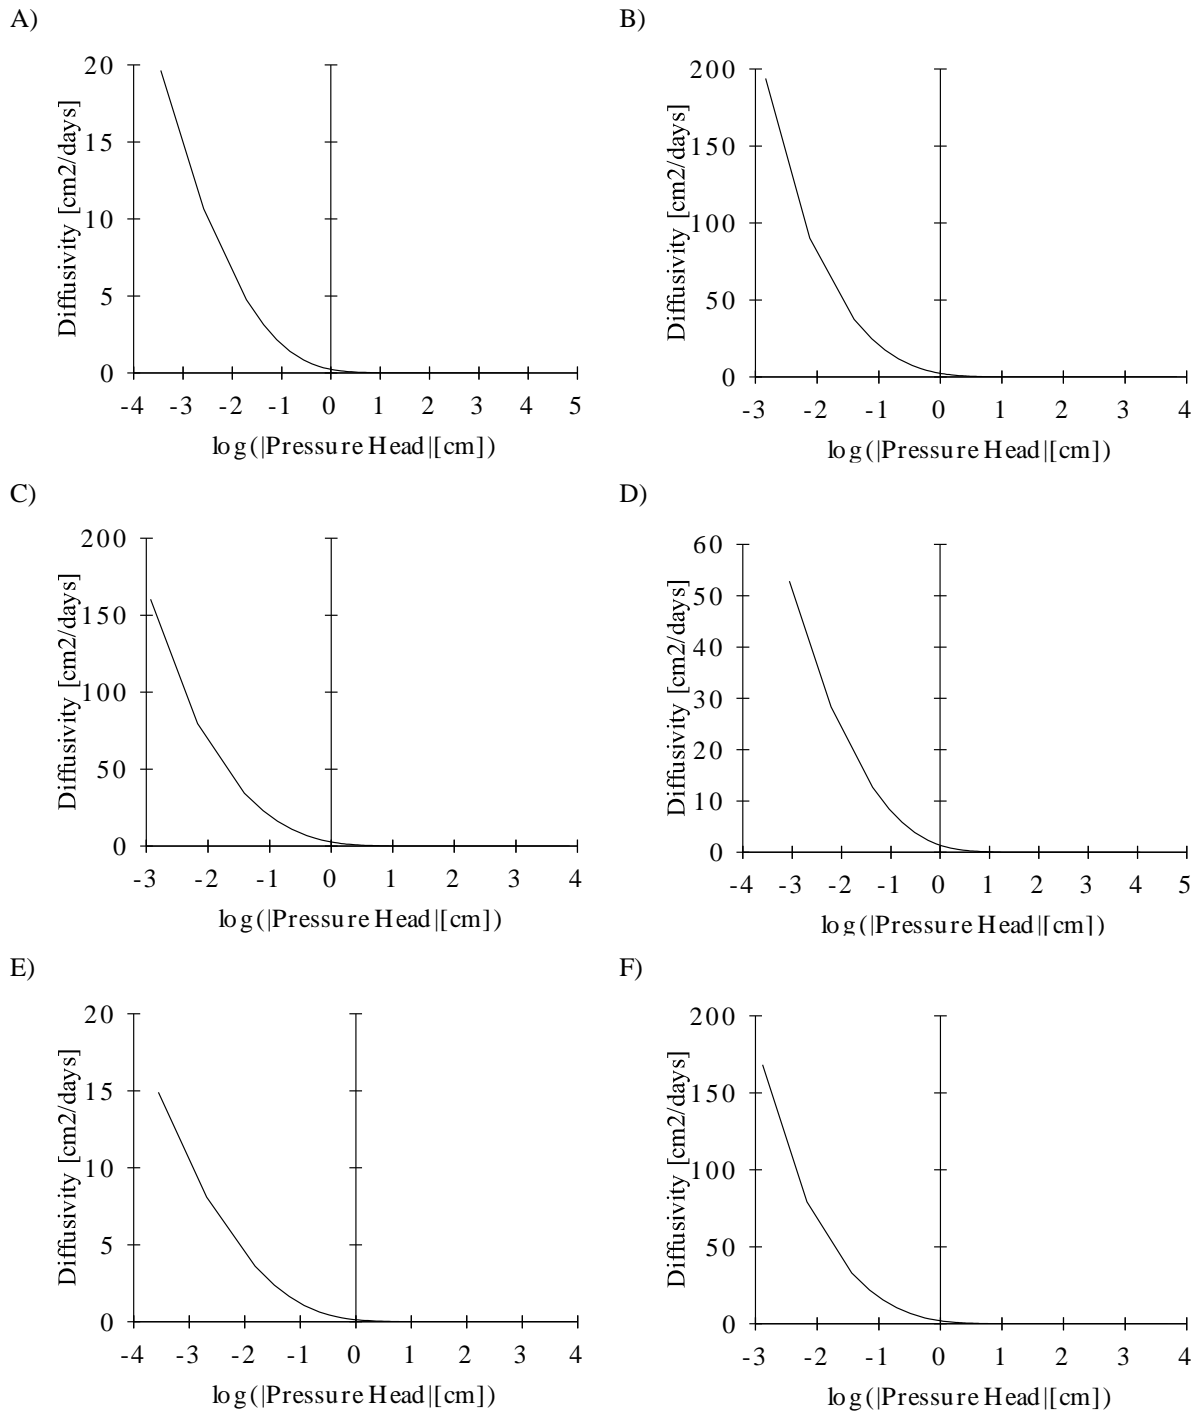 A)
20
15
10
5
0
Diffusivity [cm2/days]
-4 -3 -2 -1 0 1 2 3 4 5
log(|Pressure Head|[cm])
B)
200
150
100
50
0
Diffusivity [cm2/days]
-3 -2 -1 0 1 2 3 4
log(|Pressure Head|[cm])
C)
200
150
100
50
0
Diffusivity [cm2/days]
-3 -2 -1 0 1 2 3 4
log(|Pressure Head|[cm])
D)
60
50
40
30
20
10
0
Diffusivity [cm2/days]
-4 -3 -2 -1 0 1 2 3 4 5
log(|Pressure Head|[cm])
E)
20
15
10
5
0
Diffusivity [cm2/days]
-4 -3 -2 -1 0 1 2 3 4
log(|Pressure Head|[cm])
F)
200
150
100
50
0
Diffusivity [cm2/days]
-3 -2 -1 0 1 2 3 4
log(|Pressure Head|[cm])